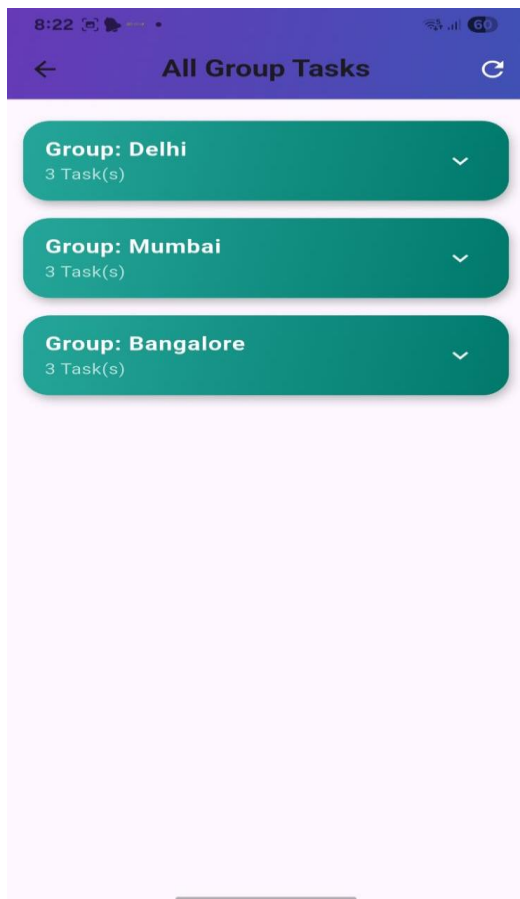 8:22
60
All Group Tasks
Group: Delhi
3 Task(s)
Group: Mumbai
3 Task(s)
Group: Bangalore
3 Task(s)